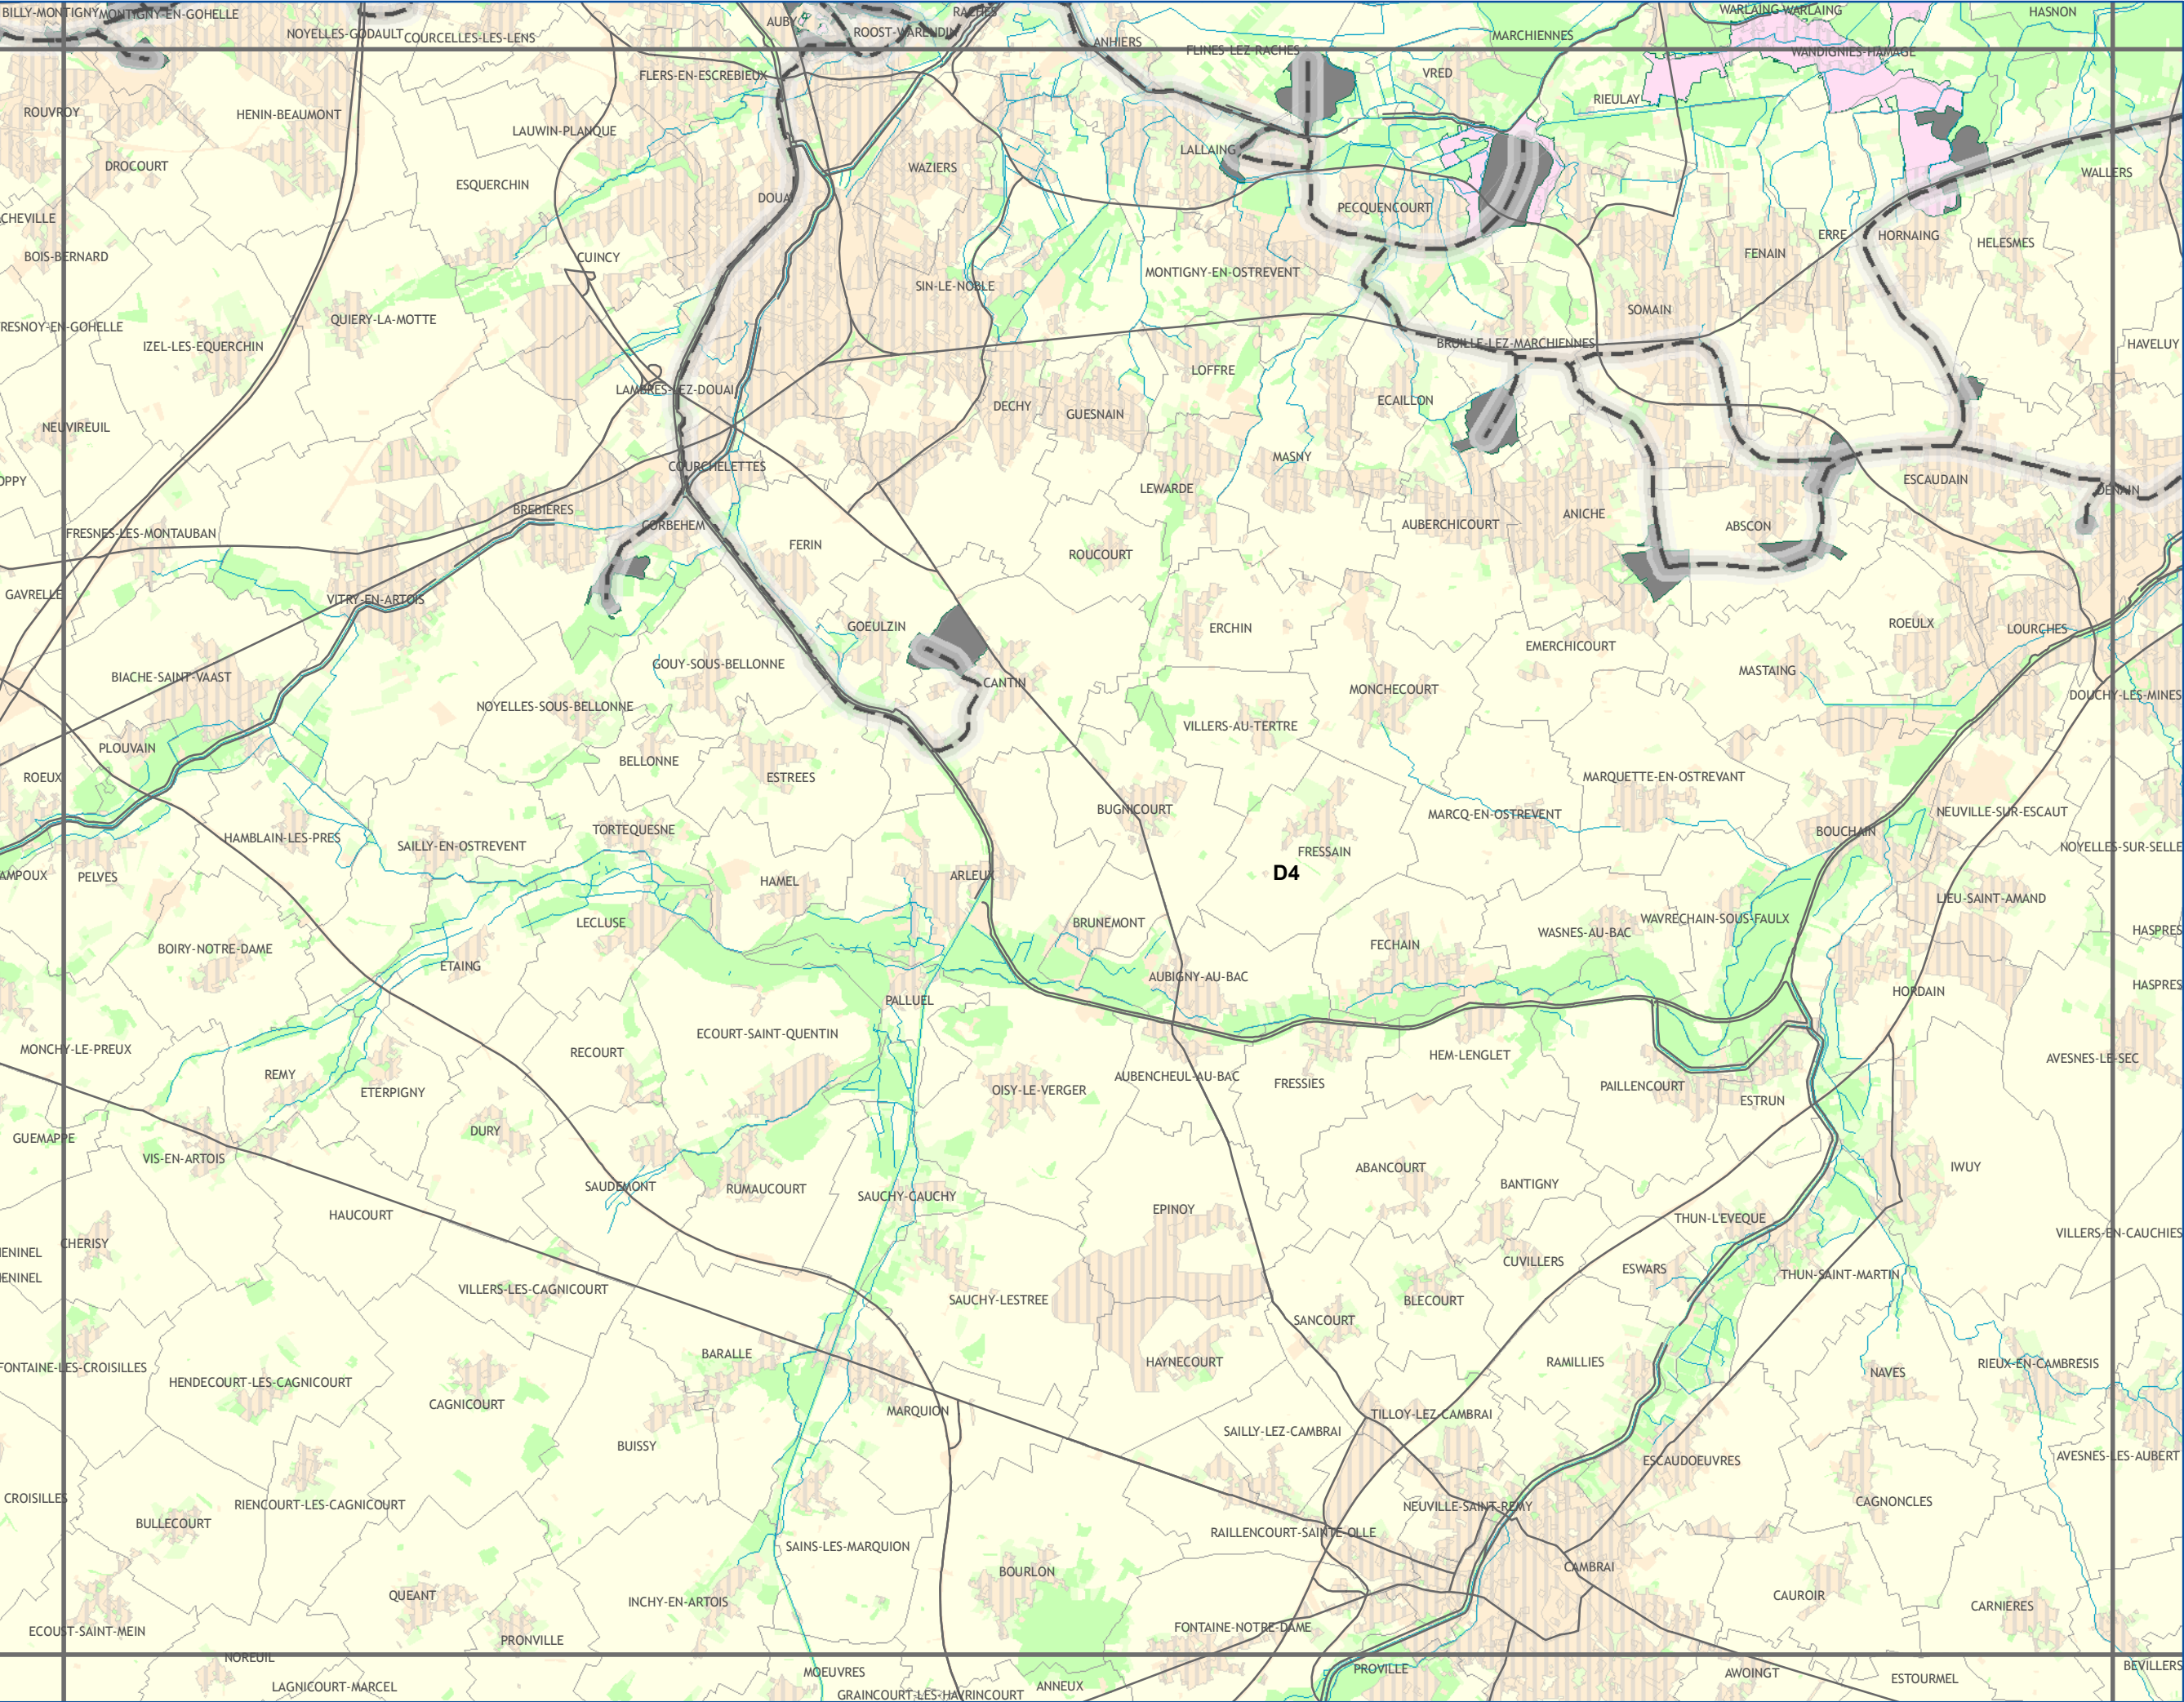 BILLY-MONTIGNY
MONTIGNY-EN-GOHELLE
NOYELLES-GODAULT
COURCELLES-LES-LENS
AUBY
ROOST-WARENDIN
RACHES
ANHIERS
FLINES-LEZ-RACHES
MARCHIENNES
WARLAING
WARLAING
WANDIGNIES-HAMAGE
HASNON
ROUVROY
HENIN-BEAUMONT
FLERS-EN-ESCREBIEUX
LAUWIN-PLANQUE
VRED
RIEULAY
DROCOURT
ESQUERCHIN
WAZIERS
LALLAING
WALLERS
CHEVILLE
DOUAI
PECQUENCOURT
BOIS-BERNARD
CUINCY
SIN-LE-NOBLE
MONTIGNY-EN-OSTREVENT
FENAIN
ERRE
HORNAING
HELESMES
RESNOY-EN-GOHELLE
IZEL-LES-EQUERCHIN
QUIERY-LA-MOTTE
SOMAIN
BRUILLE-LEZ-MARCHIENNES
HAVELUY
LAMBRES-LEZ-DOUAI
LOFFRE
NEUVIREUIL
DECHY
GUESNAIN
ECAILLON
OPPY
COURCHELETTES
MASNY
LEWARDE
ESCAUDAIN
DENAIN
FRESNES-LES-MONTAUBAN
BREBIERES
CORBEHEM
FERIN
ROUCOURT
AUBERCHICOURT
ANICHE
ABSCON
GAVRELLE
VITRY-EN-ARTOIS
GOEULZIN
ERCHIN
ROEULX
LOURCHES
BIACHE-SAINT-VAAST
GOUY-SOUS-BELLONNE
CANTIN
EMERCHICOURT
MONCHECOURT
MASTAING
DOUCHY-LES-MINES
NOYELLES-SOUS-BELLONNE
VILLERS-AU-TERTRE
PLOUVAIN
ROEUX
BELLONNE
ESTREES
MARQUETTE-EN-OSTREVANT
HAMBLAIN-LES-PRES
SAILLY-EN-OSTREVENT
TORTEQUESNE
BUGNICOURT
MARCQ-EN-OSTREVENT
BOUCHAIN
NEUVILLE-SUR-ESCAUT
NOYELLES-SUR-SELLE
AMPOUX
PELVES
HAMEL
ARLEUX
FRESSAIN
D4
LECLUSE
BRUNEMONT
WAVRECHAIN-SOUS-FAULX
LIEU-SAINT-AMAND
BOIRY-NOTRE-DAME
ETAING
FECHAIN
WASNES-AU-BAC
HASPRES
AUBIGNY-AU-BAC
PALLUEL
HORDAIN
HASPRES
MONCHY-LE-PREUX
REMY
ETERPIGNY
RECOURT
ECOURT-SAINT-QUENTIN
OISY-LE-VERGER
AUBENCHEUL-AU-BAC
FRESSIES
HEM-LENGLET
PAILLENCOURT
ESTRUN
AVESNES-LE-SEC
GUEMAPPE
VIS-EN-ARTOIS
DURY
SAUDEMONT
RUMAUCOURT
SAUCHY-CAUCHY
ABANCOURT
BANTIGNY
IWUY
HAUCOURT
EPINOY
THUN-L'EVEQUE
VILLERS-EN-CAUCHIES
CHERISY
ENINEL
ENINEL
VILLERS-LES-CAGNICOURT
SAUCHY-LESTREE
CUVILLERS
ESWARS
THUN-SAINT-MARTIN
BLECOURT
SANCOURT
FONTAINE-LES-CROISILLES
HENDECOURT-LES-CAGNICOURT
CAGNICOURT
BARALLE
HAYNECOURT
RAMILLIES
NAVES
RIEUX-EN-CAMBRESIS
MARQUION
BUISSY
SAILLY-LEZ-CAMBRAI
TILLOY-LEZ-CAMBRAI
ESCAUDOEUVRES
AVESNES-LES-AUBERT
CROISILLES
RIENCOURT-LES-CAGNICOURT
BULLECOURT
NEUVILLE-SAINT-REMY
CAGNONCLES
SAINS-LES-MARQUION
RAILLENCOURT-SAINTE-OLLE
QUEANT
INCHY-EN-ARTOIS
BOURLON
CAMBRAI
CAUROIR
CARNIERES
ECOUST-SAINT-MEIN
PRONVILLE
FONTAINE-NOTRE-DAME
NOREUIL
MOEUVRES
PROVILLE
AWOINGT
ESTOURMEL
BEVILLERS
LAGNICOURT-MARCEL
GRAINCOURT-LES-HAVRINCOURT
ANNEUX